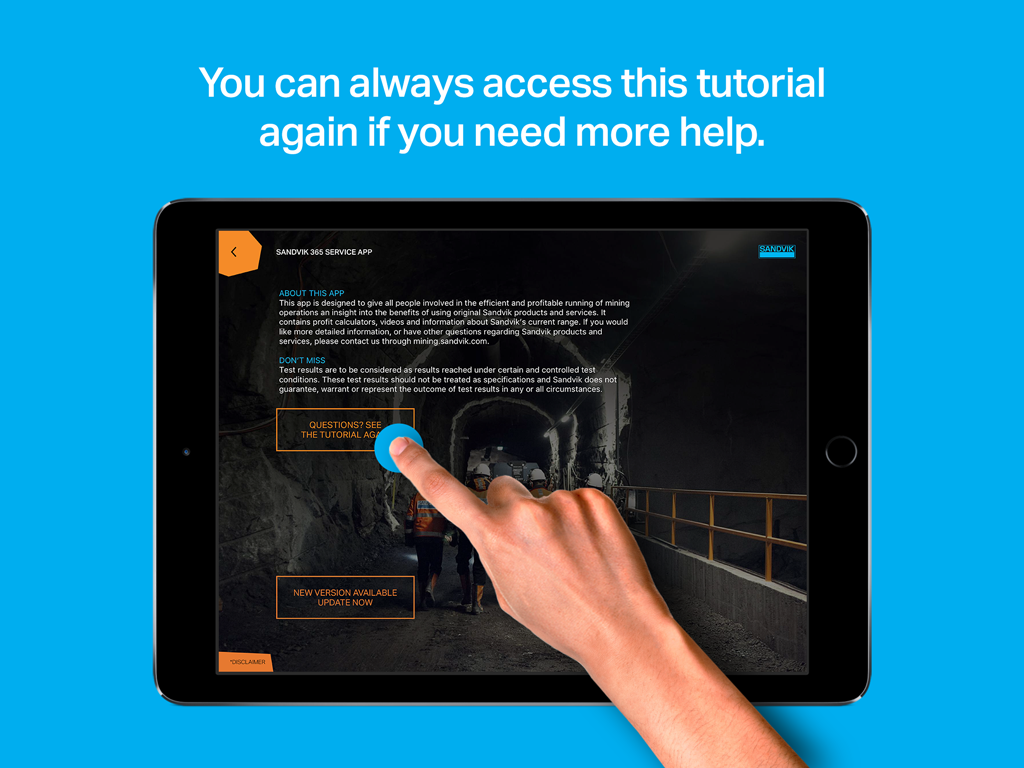 You can always access this tutorial
again if you need more help.
SANDVIK 365 SERVICE APP
SANDVIK
ABOUT THIS APP
This app is designed to give all people involved in the efficient and profitable running of mining
operations an insight into the benefits of using original Sandvik products and services. It
contains profit calculators, videos and information about Sandvik's current range. If you would
like more detailed information, or have other questions regarding Sandvik products and
services, please contact us through mining.sandvik.com.
DON'T MISS
Test results are to be considered as results reached under certain and controlled test
conditions. These test results should not be treated as specifications and Sandvik does not
guarantee, warrant or represent the outcome of test results in any or all circumstances.
QUESTIONS? SEE
THE TUTORIAL
NEW VERSION AVAILABLE
UPDATE NOW
*DISCLAIMER